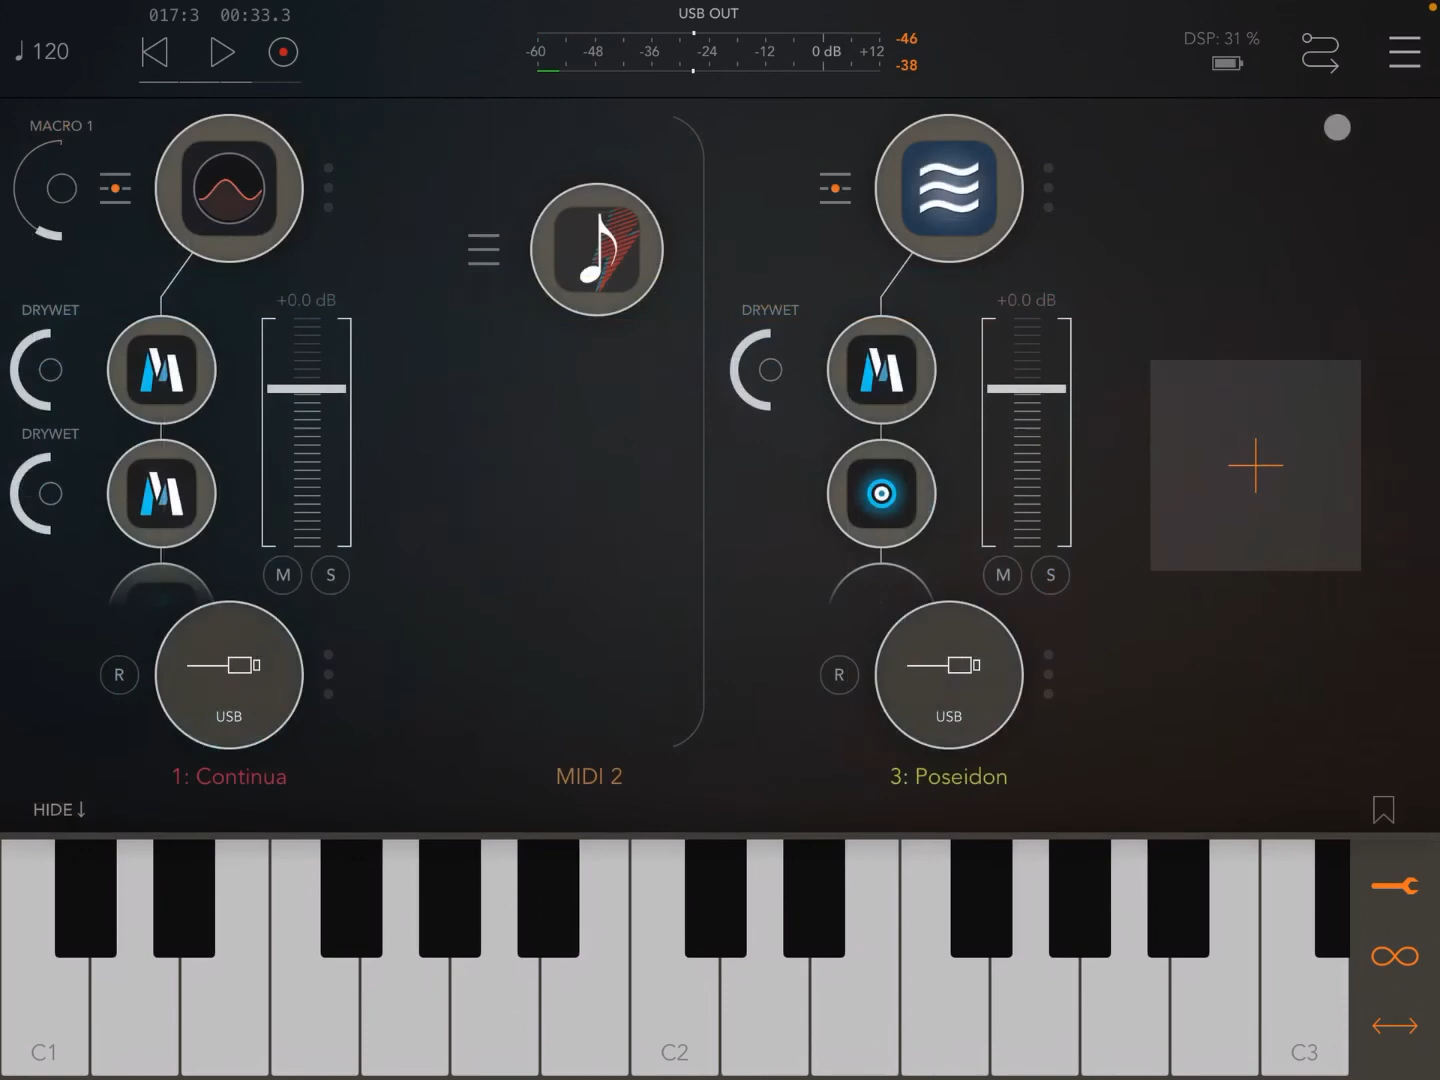 017:3 00:33.3
USB OUT
♩ 120
-60 -48 -36 -24 -12 0 dB +12
-46
-38
DSP: 31 %
MACRO 1
DRYWET
+0.0 dB
DRYWET
+0.0 dB
DRYWET
M S
M S
R
USB
R
USB
1: Continua
MIDI 2
3: Poseidon
HIDE↓
C1
C2
C3